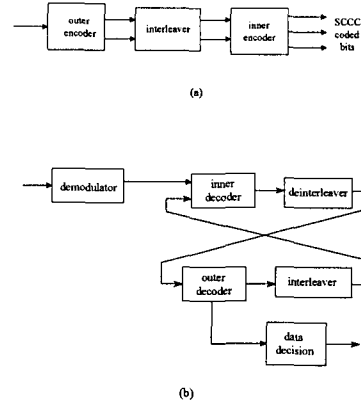 outer
encoder
interleaver
inner
encoder
SCCC
coded
bits
(a)
demodulator
inner
decoder
deinterleaver
outer
decoder
interleaver
data
decision
(b)